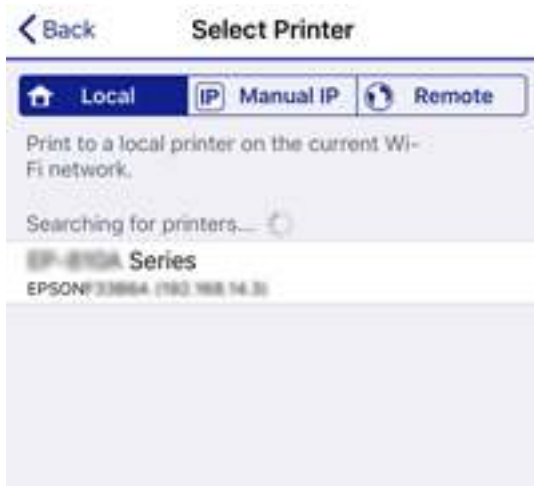 Back
Select Printer
Local
IP Manual IP
Remote
Print to a local printer on the current Wi-
Fi network.
Searching for printers...
Series
EPSON